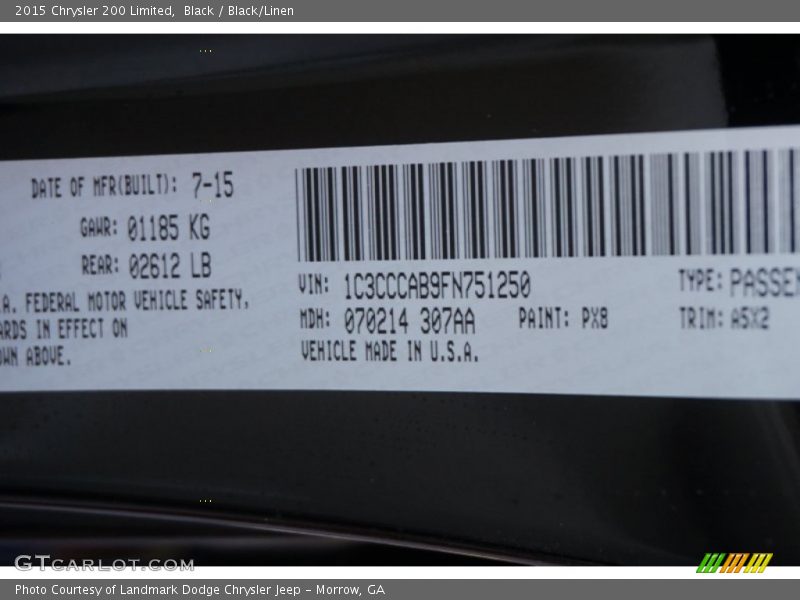 2015 Chrysler 200 Limited,  Black / Black/Linen
DATE OF MFR(BUILT): 7-15
GAWR: 01185 KG
REAR: 02612 LB
.A. FEDERAL MOTOR VEHICLE SAFETY,
ARDS IN EFFECT ON
OWN ABOVE.
VIN: 1C3CCCAB9FN751250
TYPE: PASSEN
MDH: 070214 307AA
PAINT: PX8
TRIM: A5X2
VEHICLE MADE IN U.S.A.
GTCARLOT.COM
Photo Courtesy of Landmark Dodge Chrysler Jeep - Morrow, GA